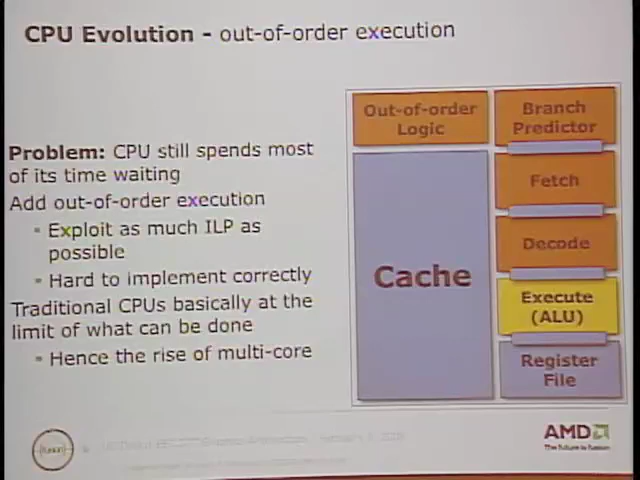 CPU Evolution - out-of-order execution
Problem: CPU still spends most
of its time waiting
Add out-of-order execution
Exploit as much ILP as
possible
Hard to implement correctly
Traditional CPUs basically at the
limit of what can be done
Hence the rise of multi-core
Out-of-order
Logic
Cache
Branch
Predictor
Fetch
Decode
Execute
(ALU)
Register
File
fusion
AMD
The future is fusion